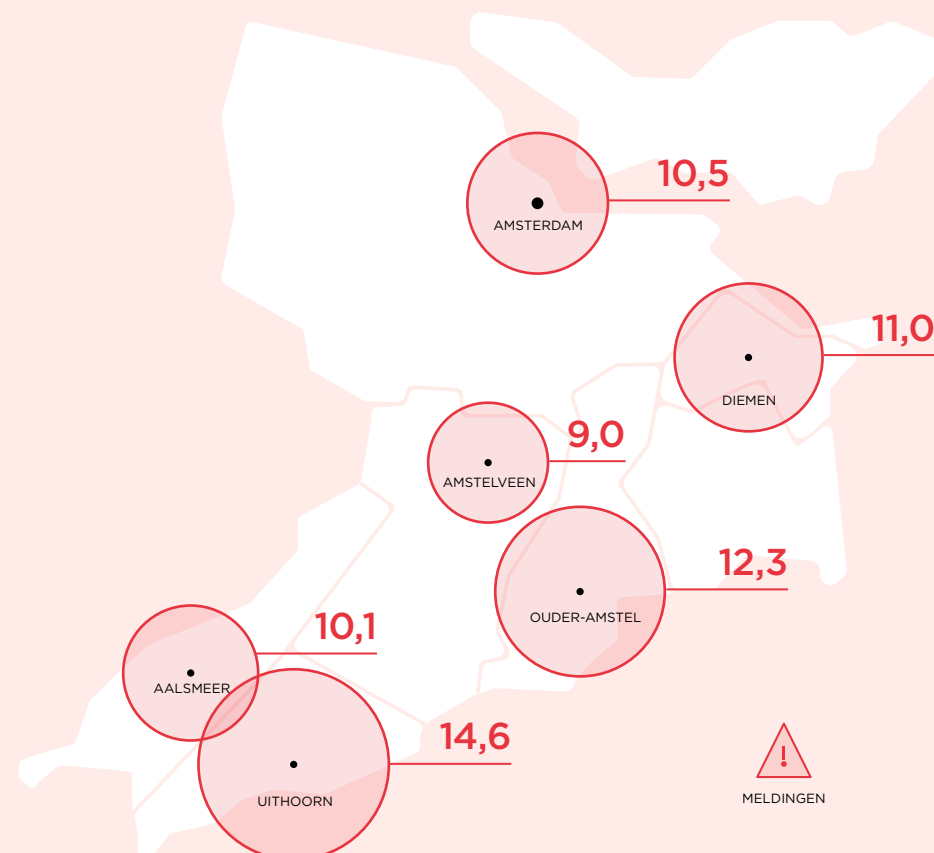 10,5
AMSTERDAM
11,0
DIEMEN
9,0
AMSTELVEEN
12,3
OUDER-AMSTEL
10,1
AALSMEER
14,6
UITHOORN
!
MELDINGEN